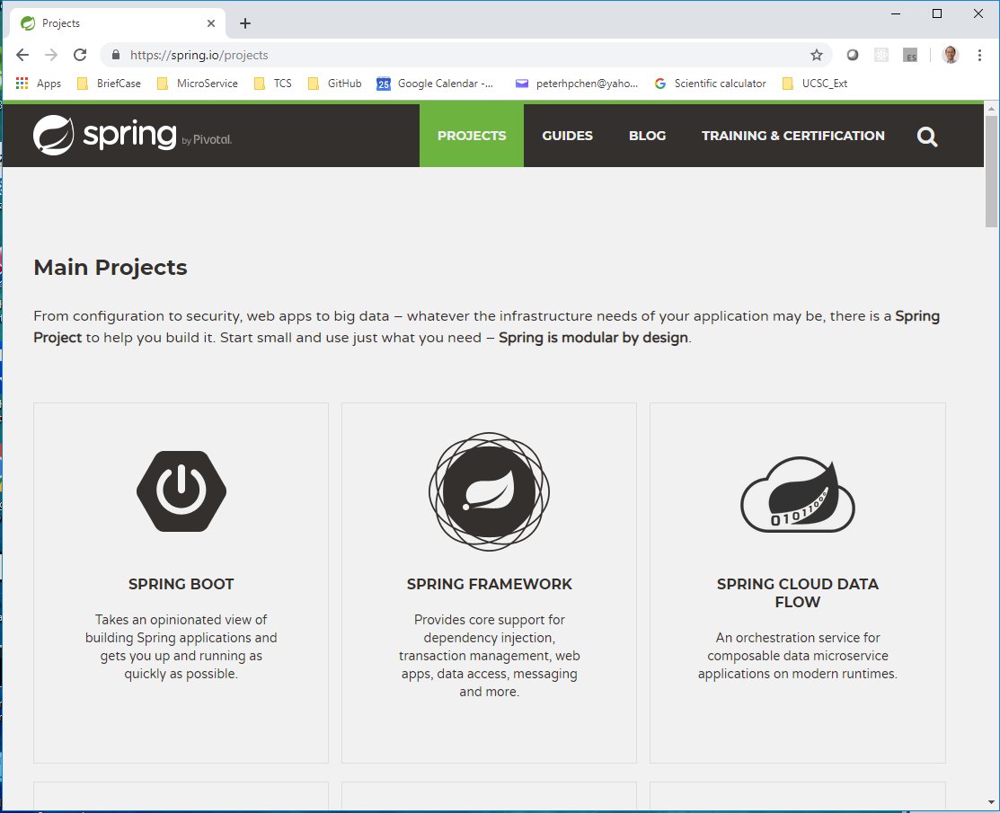 Projects
https://spring.io/projects
ES
Apps BriefCase MicroService TCS GitHub 25 Google Calendar -... peterhpchen@yaho... Scientific calculator UCSC_Ext
spring by Pivotal.
PROJECTS GUIDES BLOG TRAINING & CERTIFICATION
Main Projects
From configuration to security, web apps to big data – whatever the infrastructure needs of your application may be, there is a Spring
Project to help you build it. Start small and use just what you need – Spring is modular by design.
SPRING BOOT
Takes an opinionated view of
building Spring applications and
gets you up and running as
quickly as possible.
SPRING FRAMEWORK
Provides core support for
dependency injection,
transaction management, web
apps, data access, messaging
and more.
01011000
SPRING CLOUD DATA
FLOW
An orchestration service for
composable data microservice
applications on modern runtimes.